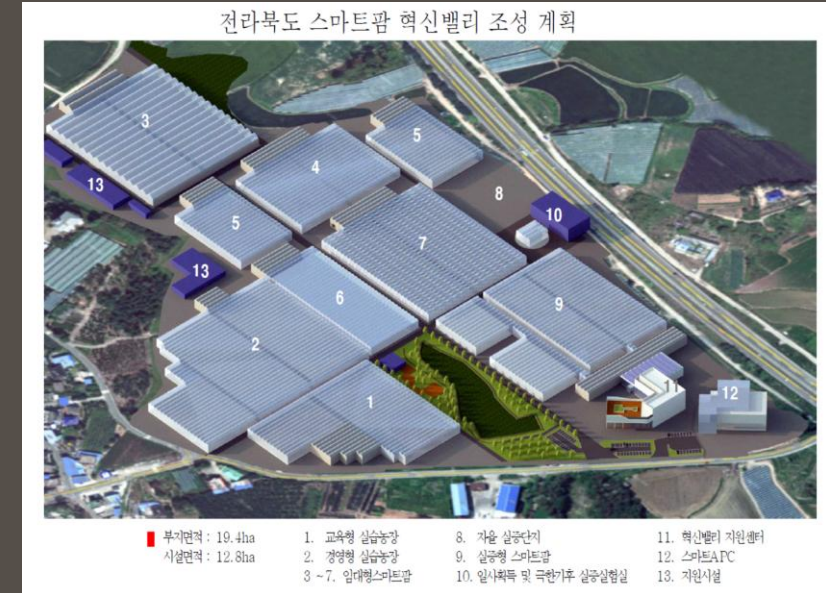 전라북도 스마트팜 혁신밸리 조성 계획
3
4
5
13
8
10
5
7
13
6
9
2
1
11
12
부지면적 : 19.4ha
시설면적 : 12.8ha
1. 교육형 실습농장
2. 경영형 실습농장
3 ~ 7. 임대형스마트팜
8. 자율 실증단지
9. 실증형 스마트팜
10. 일사획득 및 극한기후 실증실험실
11. 혁신밸리 지원센터
12. 스마트APC
13. 지원시설